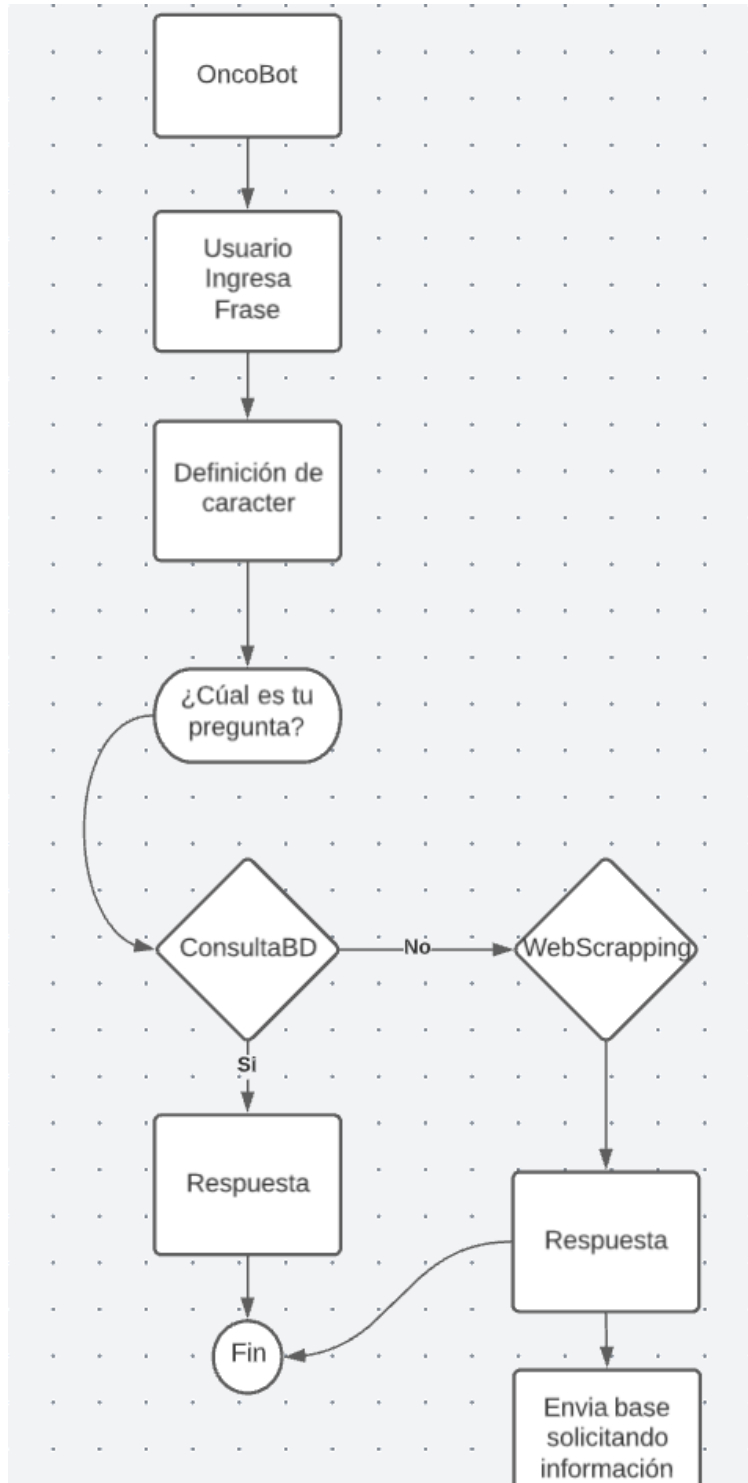 OncoBot
Usuario
Ingresa
Frase
Definición de
caracter
¿Cúal es tu
pregunta?
ConsultaBD
No
WebScrapping
Si
Respuesta
Respuesta
Fin
Envia base
solicitando
información